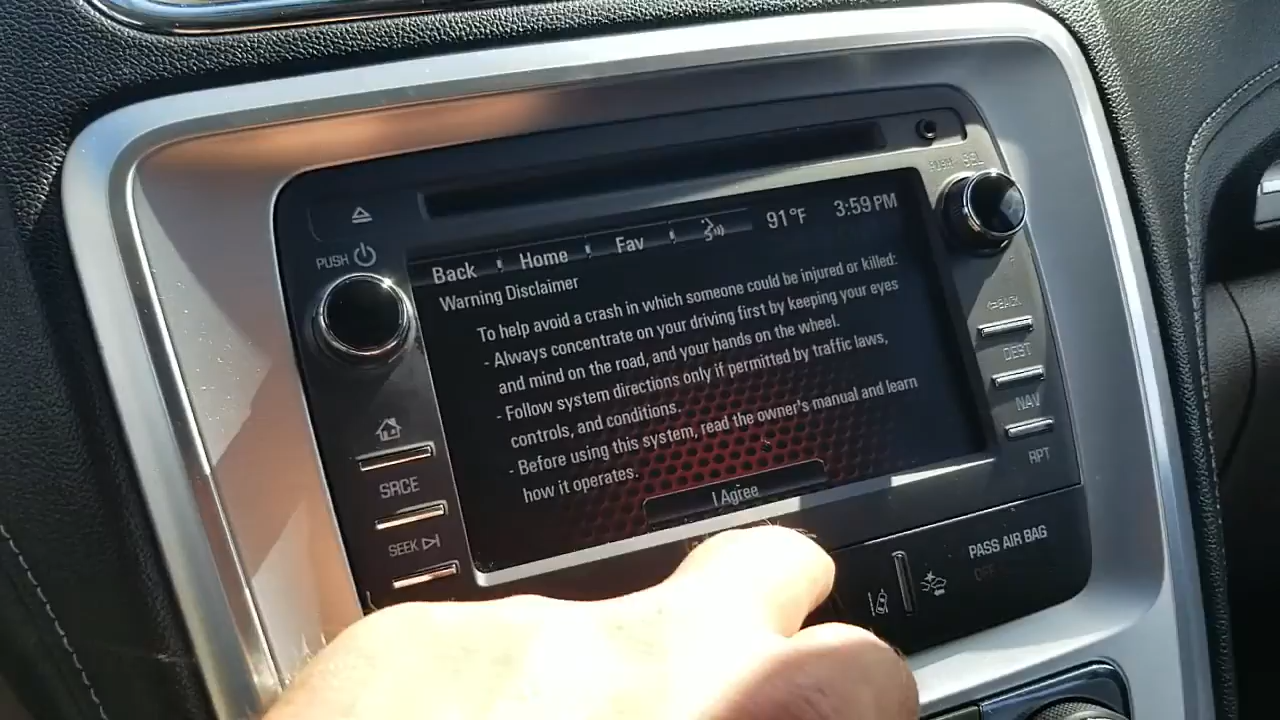 PUSH SEL
91°F 3:59 PM
Back Home Fav
PUSH
Warning Disclaimer
To help avoid a crash in which someone could be injured or killed:
- Always concentrate on your driving first by keeping your eyes
and mind on the road, and your hands on the wheel.
- Follow system directions only if permitted by traffic laws,
controls, and conditions.
- Before using this system, read the owner's manual and learn
how it operates.
I Agree
BACK
DEST
NAV
RPT
SRCE
SEEK
PASS AIR BAG
OFF